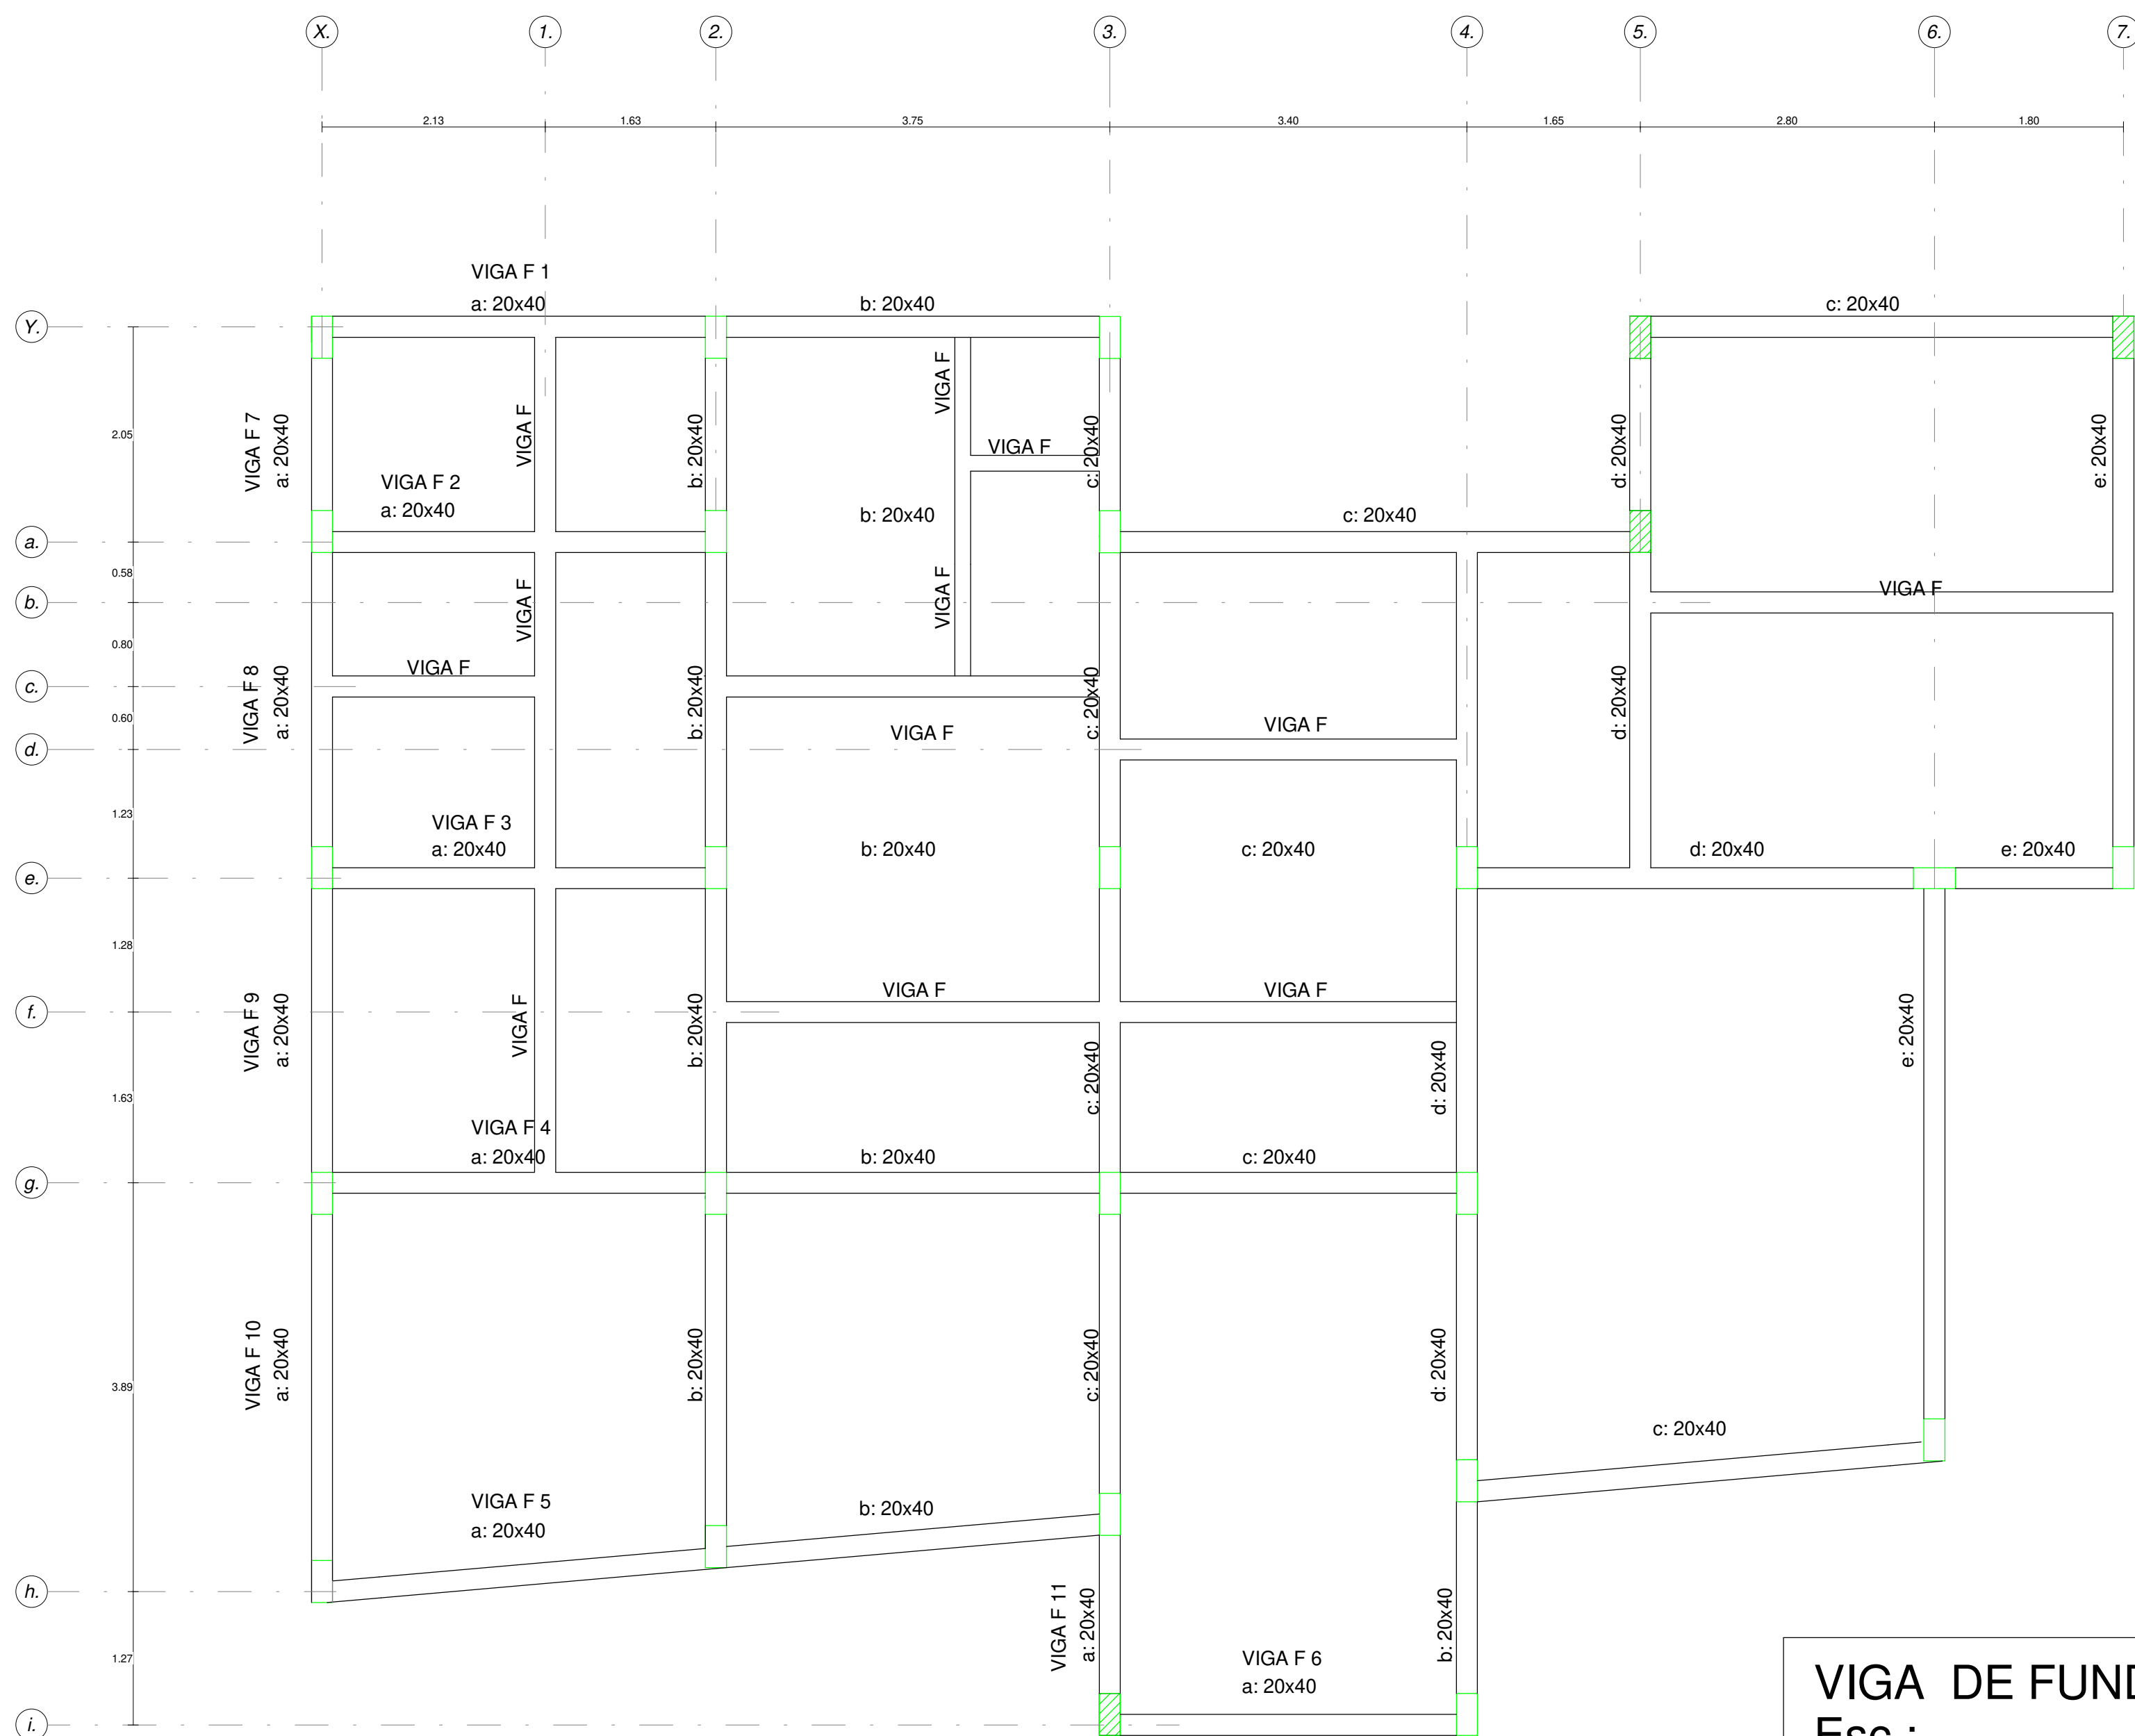 X. 1. 2. 3. 4. 5. 6. 7.
2.13 1.63 3.75 3.40 1.65 2.80 1.80
VIGA F 1
a: 20x40 b: 20x40 c: 20x40
Y.
2.05
VIGA F 7
a: 20x40
VIGA F
b: 20x40
VIGA F
VIGA F
c: 20x40
d: 20x40
e: 20x40
VIGA F 2
a: 20x40 b: 20x40 c: 20x40
a.
0.58
VIGA F
VIGA F
VIGA F
b.
0.80
VIGA F
c.
VIGA F 8
a: 20x40
b: 20x40
c: 20x40
d: 20x40
0.60
VIGA F
VIGA F
d.
1.23
VIGA F 3
a: 20x40 b: 20x40 c: 20x40 d: 20x40 e: 20x40
e.
1.28
VIGA F
VIGA F
f.
VIGA F 9
a: 20x40
VIGA F
b: 20x40
c: 20x40
d: 20x40
e: 20x40
1.63
VIGA F 4
a: 20x40 b: 20x40 c: 20x40
g.
3.89
VIGA F 10
a: 20x40
b: 20x40
c: 20x40
d: 20x40
c: 20x40
VIGA F 5
a: 20x40
b: 20x40
h.
1.27
VIGA F 11
a: 20x40
b: 20x40
VIGA F 6
a: 20x40
i.
VIGA DE FUND
Esc.: